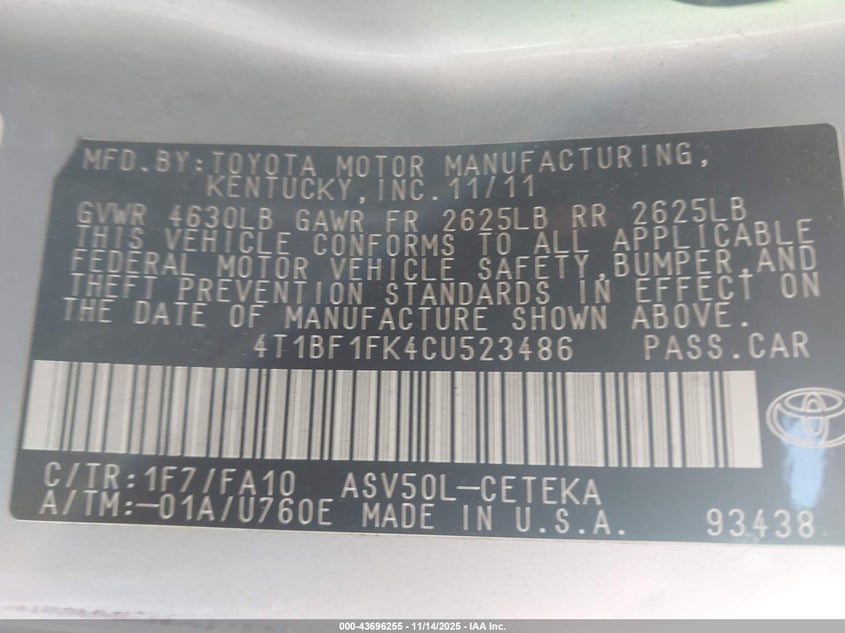 MFD.BY:TOYOTA MOTOR MANUFACTURING,
KENTUCKY,INC.11/11
GVWR 4630LB GAWR FR 2625LB RR 2625LB
THIS VEHICLE CONFORMS TO ALL APPLICABLE
FEDERAL MOTOR VEHICLE SAFETY,BUMPER,AND
THEFT PREVENTION STANDARDS IN EFFECT ON
THE DATE OF MANUFACTURE SHOWN ABOVE.
4T1BF1FK4CU523486 PASS.CAR
C/TR:1F7/FA10 ASV50L-CETEKA
A/TM:-01A/U760E MADE IN U.S.A. 93438
000-43696255 | 11/14/2025 | IAA Inc.